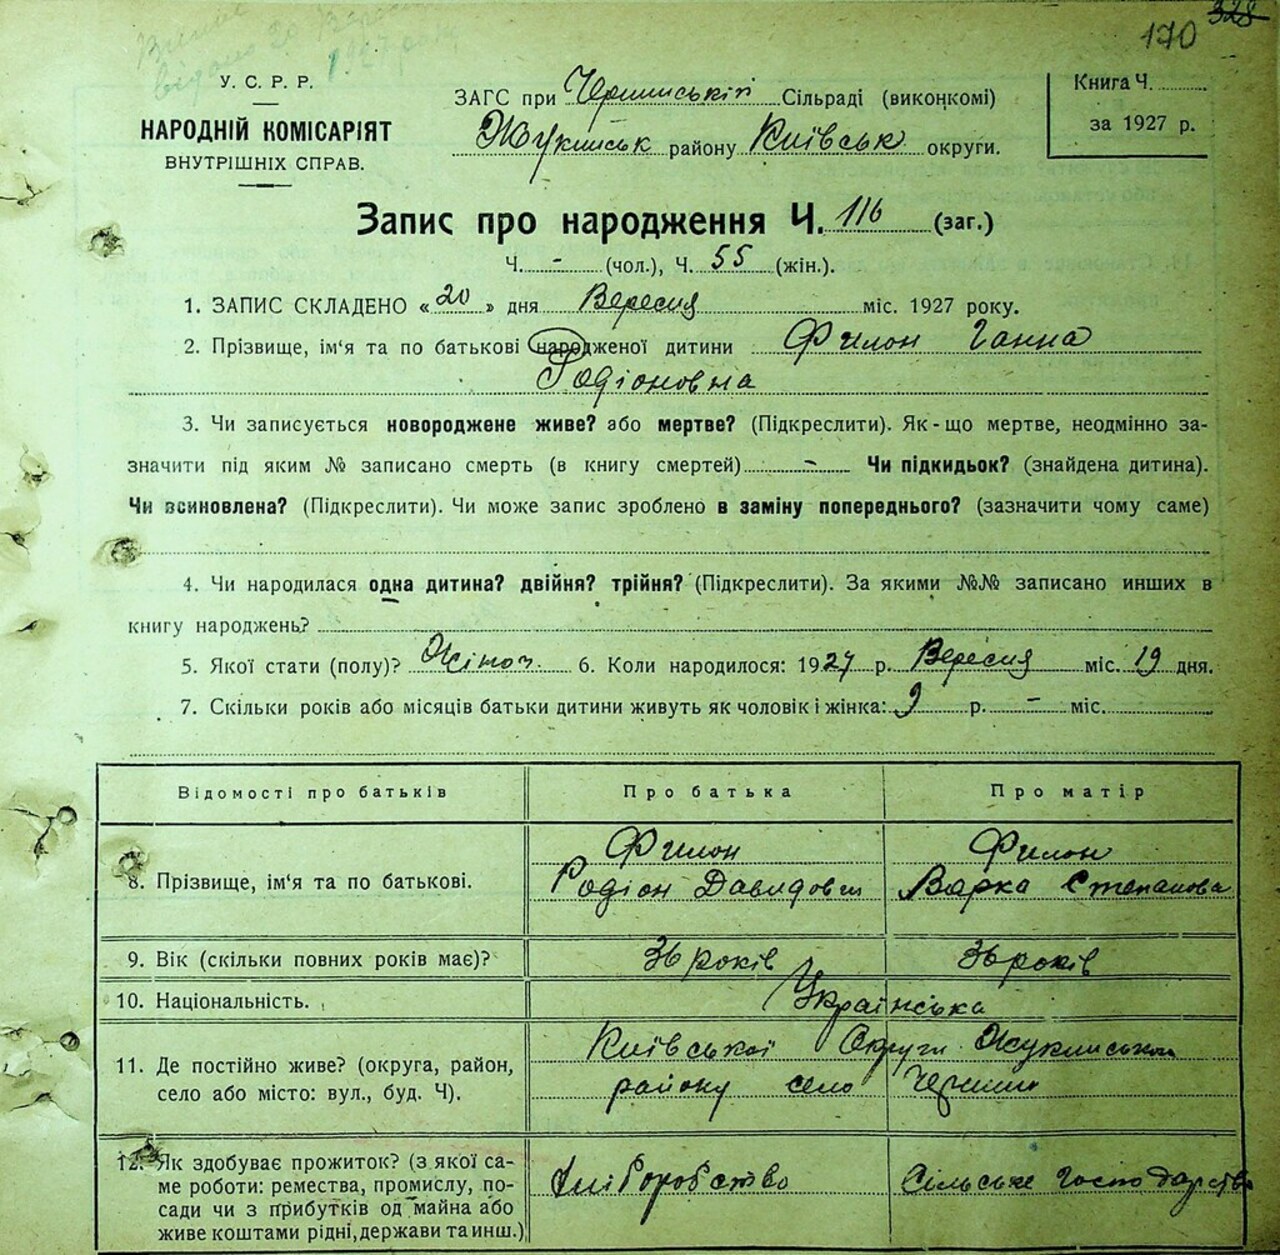 328
170
1927
У. С. Р. Р.
НАРОДНІЙ КОМІСАРІЯТ
ВНУТРІШНІХ СПРАВ.
ЗАГС при Сільраді (виконкомі)
району Київськ округи.
Книга Ч.
за 1927 р.
Запис про народження Ч. 116 (заг.)
Ч. - (чол.), Ч. 55 (жін.).
1. ЗАПИС СКЛАДЕНО «20» дня Вересня міс. 1927 року.
2. Прізвище, ім'я та по батькові народженої дитини Филон Ганна
Родіоновна
3. Чи записується новороджене живе? або мертве? (Підкреслити). Як-що мертве, неодмінно за-
значити під яким № записано смерть (в книгу смертей) - Чи підкидьок? (знайдена дитина).
Чи всиновлена? (Підкреслити). Чи може запис зроблено в заміну попереднього? (зазначити чому саме)
4. Чи народилася одна дитина? двійня? трійня? (Підкреслити). За якими №№ записано инших в
книгу народжень?
5. Якої стати (полу)? Жіноч. 6. Коли народилося: 1927 р. Вересня міс. 19 дня.
7. Скільки років або місяців батьки дитини живуть як чоловік і жінка: 9 р. - міс.
Відомості про батьків Про батька Про матір
Филон Филон
8. Прізвище, ім'я та по батькові. Родіон Давидович Варка Степанова
9. Вік (скільки повних років має)? 36 років 36 років
10. Національність. Українська
Київської Округи
11. Де постійно живе? (округа, район,
село або місто: вул., буд. Ч). району село
12. Як здобуває прожиток? (з якої са-
ме роботи: ремества, промислу, по-
сади чи з прибутків од майна або
живе коштами рідні, держави та инш.) Хліборобство Сільське Господарство